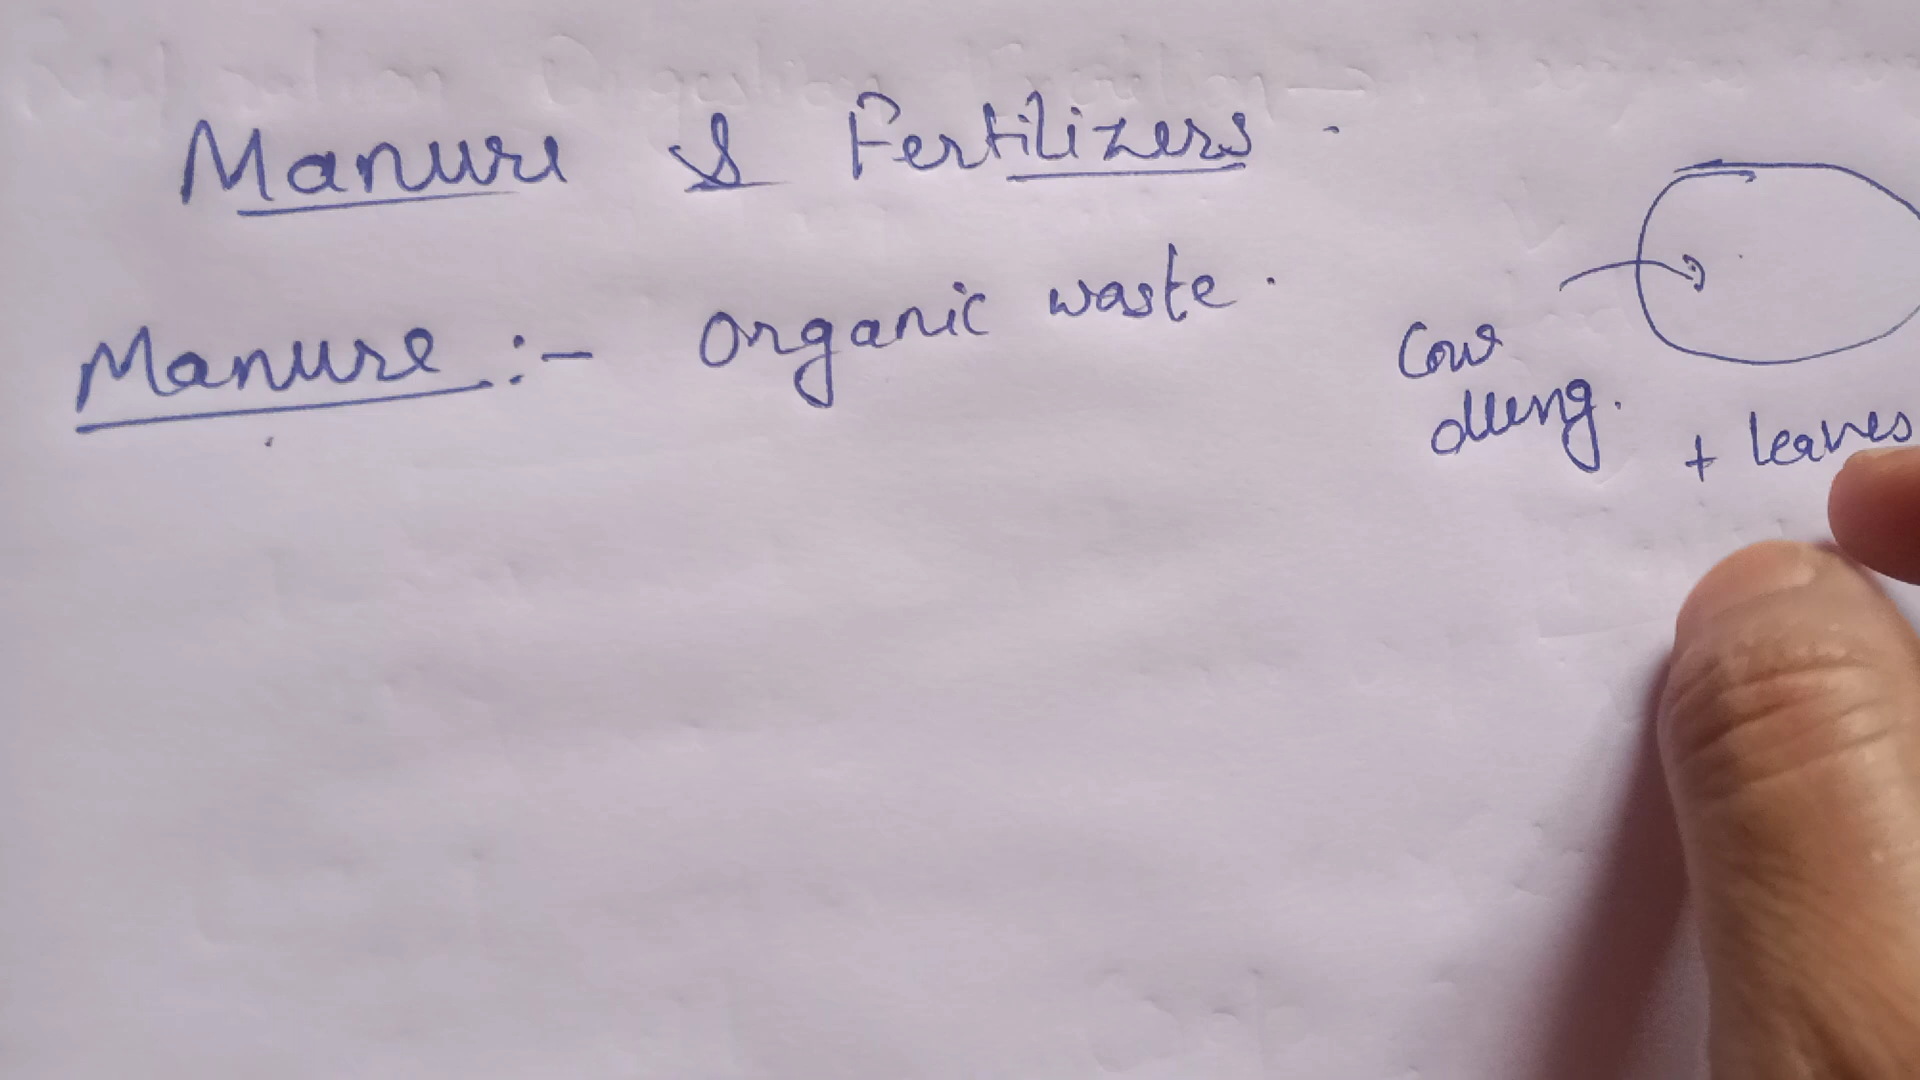 Manure & Fertilizers.
Manure :- Organic waste.
Cow
dung.
+ leaves